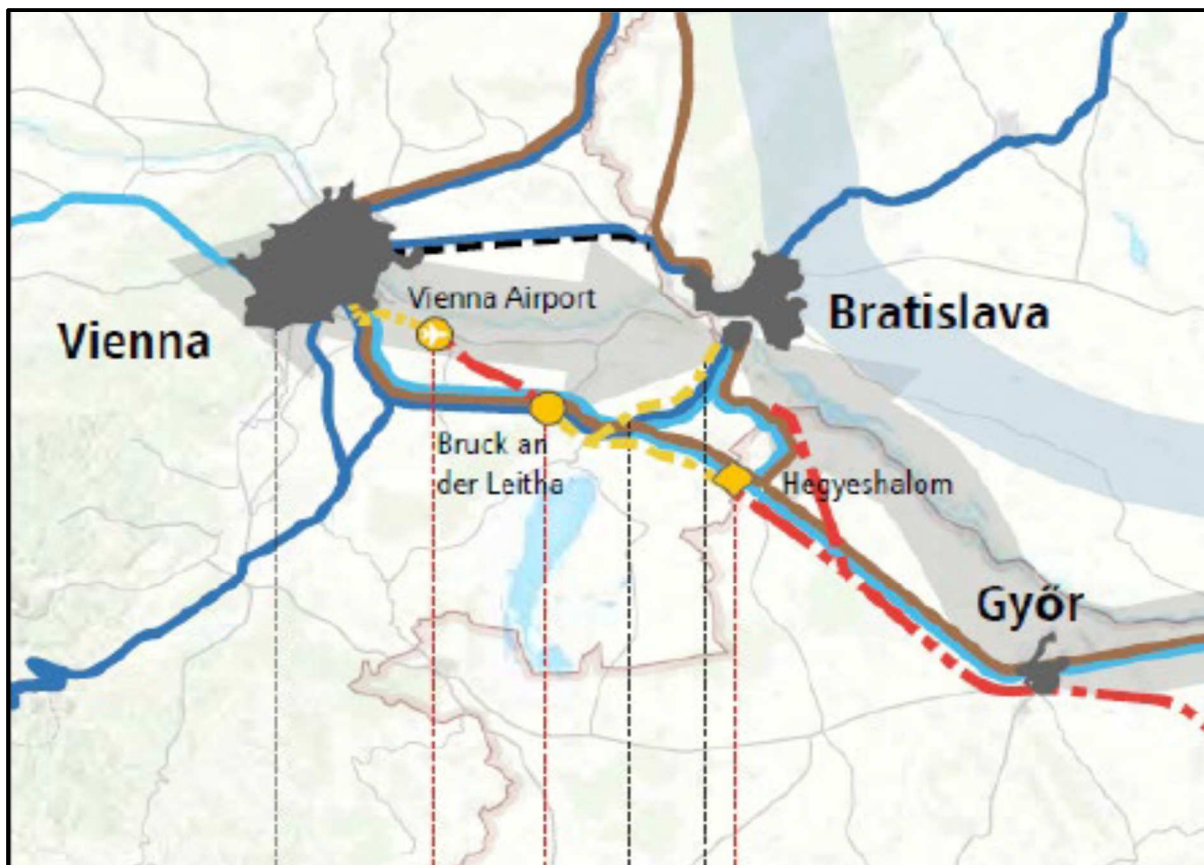 Vienna Airport
Vienna
Bratislava
Bruck an
der Leitha
Hegyeshalom
Győr